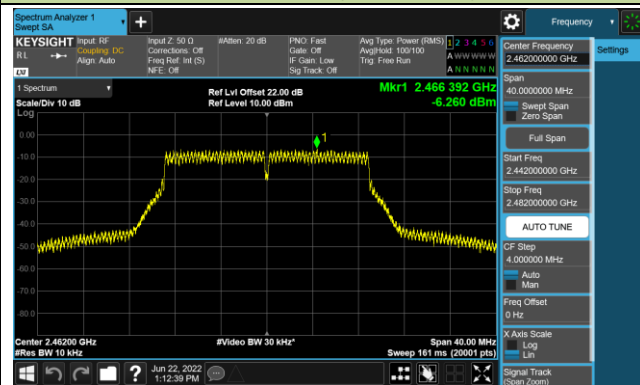 Spectrum Analyzer 1
Swept SA
Frequency
KEYSIGHT
RL
LXI
Input: RF
Coupling: DC
Align: Auto
Input Z: 50 Ω
Corrections: Off
Freq Ref: Int (S)
NFE: Off
#Atten: 20 dB
PNO: Fast
Gate: Off
IF Gain: Low
Sig Track: Off
Avg Type: Power (RMS)
Avg|Hold: 100/100
Trig: Free Run
1 2 3 4 5 6
A W W W W W
A N N N N N
1 Spectrum
Scale/Div 10 dB
Log
Ref Lvl Offset 22.00 dB
Ref Level 10.00 dBm
Mkr1 2.466 392 GHz
-6.260 dBm
1
0.00
-10.0
-20.0
-30.0
-40.0
-50.0
-60.0
-70.0
-80.0
Center 2.46200 GHz
#Res BW 10 kHz
#Video BW 30 kHz*
Span 40.00 MHz
Sweep 161 ms (20001 pts)
Jun 22, 2022
1:12:39 PM
Center Frequency
2.462000000 GHz
Span
40.0000000 MHz
Swept Span
Zero Span
Full Span
Start Freq
2.442000000 GHz
Stop Freq
2.482000000 GHz
AUTO TUNE
CF Step
4.000000 MHz
Auto
Man
Freq Offset
0 Hz
X Axis Scale
Log
Lin
Signal Track
(Span Zoom)
Settings